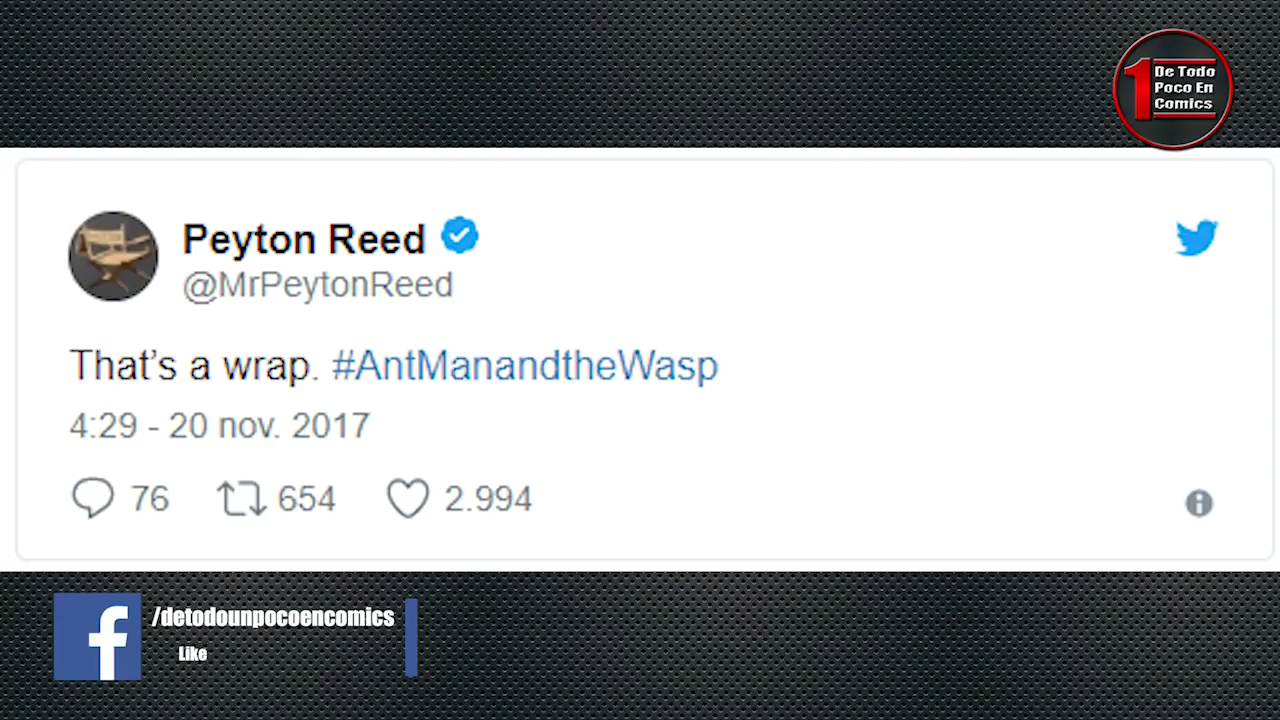 1
De Todo
Poco En
Comics
Peyton Reed
@MrPeytonReed
That’s a wrap. #AntManandtheWasp
4:29 - 20 nov. 2017
76 654 2.994
/detodounpocoencomics
Like